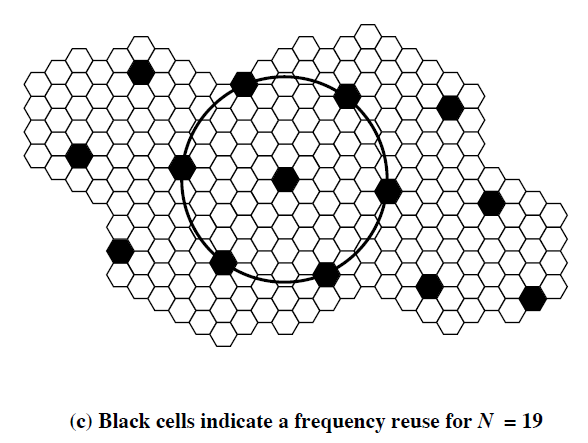 (c) Black cells indicate a frequency reuse for N = 19